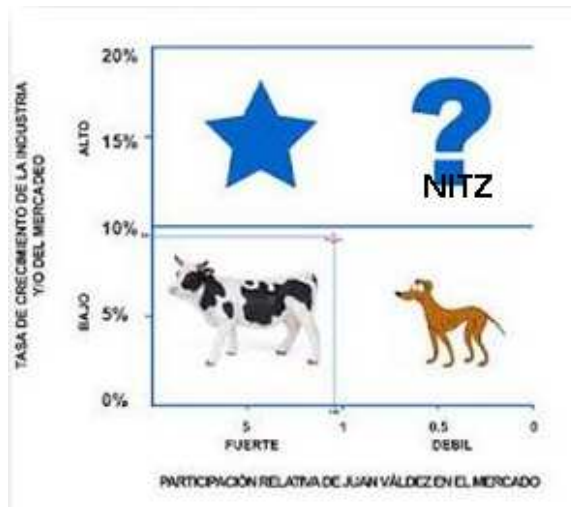 TASA DE CRECIMIENTO DE LA INDUSTRIA
Y/O DEL MERCADEO
ALTO
BAJO
20%
15%
10%
5%
0%
NITZ
5
1
0.5
0
FUERTE
DEBIL
PARTICIPACIÓN RELATIVA DE JUAN VÁLDEZ EN EL MERCADO